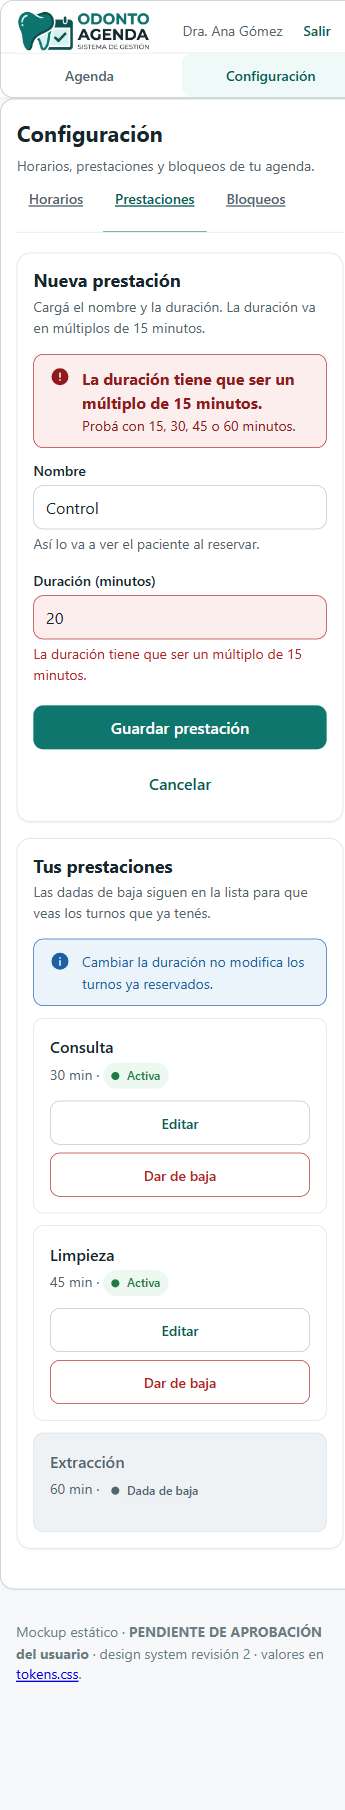 ODONTO
AGENDA
SISTEMA DE GESTIÓN
Dra. Ana Gómez
Salir
Agenda
Configuración
Configuración
Horarios, prestaciones y bloqueos de tu agenda.
Horarios
Prestaciones
Bloqueos
Nueva prestación
Cargá el nombre y la duración. La duración va
en múltiplos de 15 minutos.
La duración tiene que ser un
múltiplo de 15 minutos.
Probá con 15, 30, 45 o 60 minutos.
Nombre
Control
Así lo va a ver el paciente al reservar.
Duración (minutos)
20
La duración tiene que ser un múltiplo de 15
minutos.
Guardar prestación
Cancelar
Tus prestaciones
Las dadas de baja siguen en la lista para que
veas los turnos que ya tenés.
Cambiar la duración no modifica los
turnos ya reservados.
Consulta
30 min · Activa
Editar
Dar de baja
Limpieza
45 min · Activa
Editar
Dar de baja
Extracción
60 min · Dada de baja
Mockup estático · PENDIENTE DE APROBACIÓN
del usuario · design system revisión 2 · valores en
tokens.css.